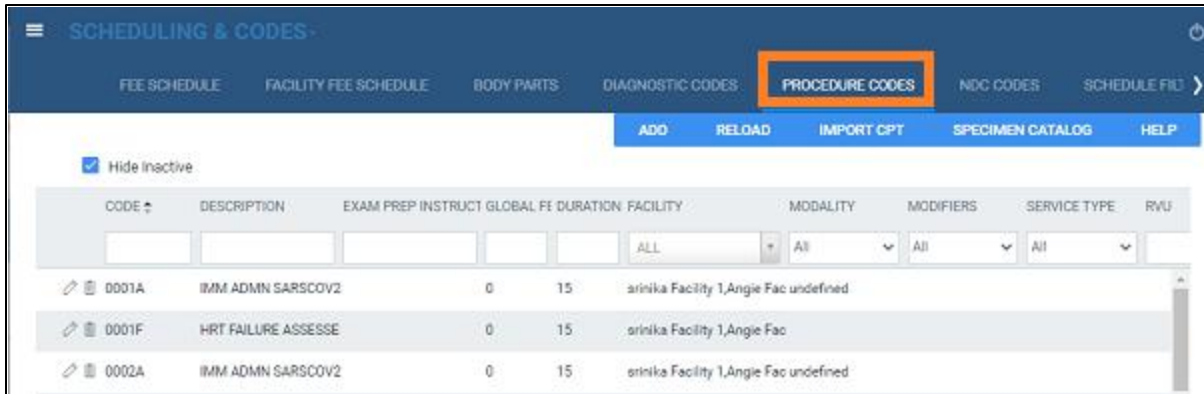 SCHEDULING & CODES
FEE SCHEDULE FACILITY FEE SCHEDULE BODY PARTS DIAGNOSTIC CODES PROCEDURE CODES NDC CODES SCHEDULE FILT
ADD RELOAD IMPORT CPT SPECIMEN CATALOG HELP
Hide Inactive
CODE DESCRIPTION EXAM PREP INSTRUCT GLOBAL FE DURATION FACILITY MODALITY MODIFIERS SERVICE TYPE RVU
ALL All All All
0001A IMM ADMN SARSCOV2 0 15 srinika Facility 1,Angie Fac undefined
0001F HRT FAILURE ASSESSE 0 15 srinika Facility 1,Angie Fac
0002A IMM ADMN SARSCOV2 0 15 srinika Facility 1,Angie Fac undefined